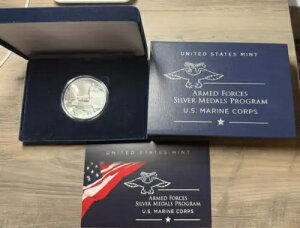 UNITED STATES MINT
ARMED FORCES
SILVER MEDALS PROGRAM
U.S. MARINE CORPS
UNITED STATES MINT
ARMED FORCES
SILVER MEDALS PROGRAM
U.S. MARINE CORPS